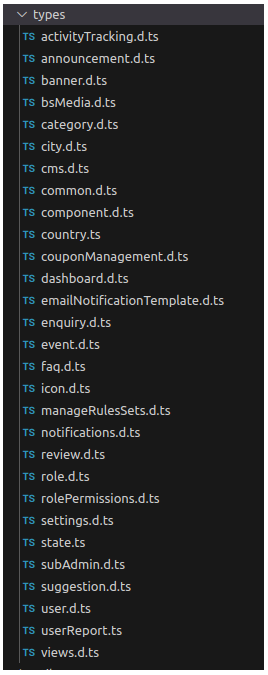 types
TS activityTracking.d.ts
TS announcement.d.ts
TS banner.d.ts
TS bsMedia.d.ts
TS category.d.ts
TS city.d.ts
TS cms.d.ts
TS common.d.ts
TS component.d.ts
TS country.ts
TS couponManagement.d.ts
TS dashboard.d.ts
TS emailNotificationTemplate.d.ts
TS enquiry.d.ts
TS event.d.ts
TS faq.d.ts
TS icon.d.ts
TS manageRulesSets.d.ts
TS notifications.d.ts
TS review.d.ts
TS role.d.ts
TS rolePermissions.d.ts
TS settings.d.ts
TS state.ts
TS subAdmin.d.ts
TS suggestion.d.ts
TS user.d.ts
TS userReport.ts
TS views.d.ts